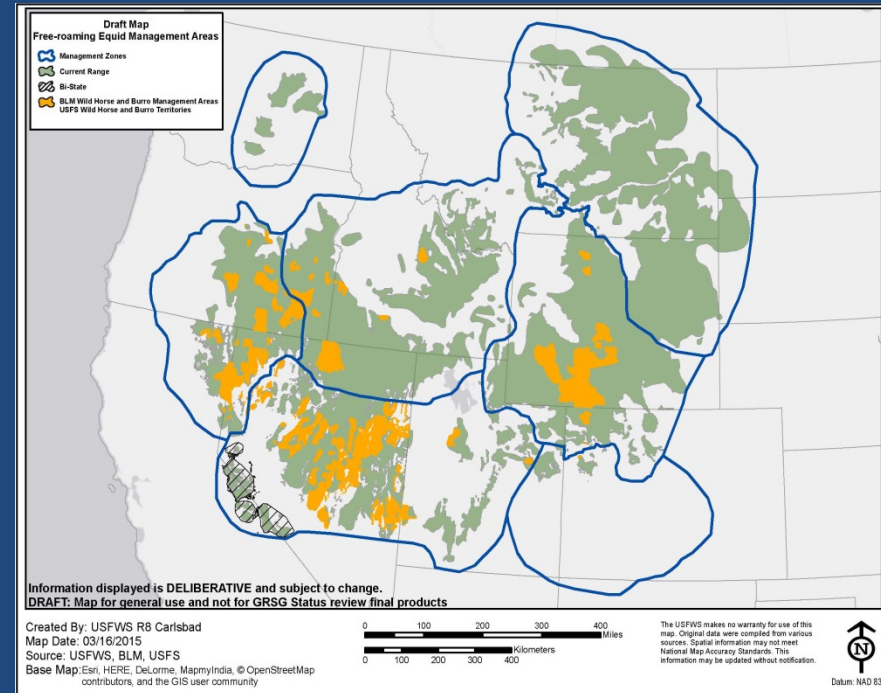 Draft Map
Free-roaming Equid Management Areas
Management Zones
Current Range
Bi-State
BLM Wild Horse and Burro Management Areas
USFS Wild Horse and Burro Territories
Information displayed is DELIBERATIVE and subject to change.
DRAFT: Map for general use and not for GRSG Status review final products
Created By: USFWS R8 Carlsbad
Map Date: 03/16/2015
Source: USFWS, BLM, USFS
Base Map: Esri, HERE, DeLorme, MapmyIndia, © OpenStreetMap
contributors, and the GIS user community
0 100 200 300 400
Miles
Kilometers
0 100 200 300 400
The USFWS makes no warranty for use of this
map. Original data were compiled from various
sources. Spatial information may not meet
National Map Accuracy Standards. This
information may be updated without notification.
N
Datum: NAD 83